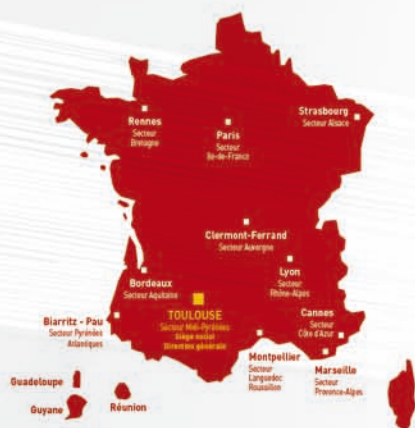 Rennes
Secteur
Bretagne
Paris
Secteur
Ile-de-France
Strasbourg
Secteur Alsace
Clermont-Ferrand
Secteur Auvergne
Lyon
Secteur
Rhône-Alpes
Bordeaux
Secteur Aquitaine
TOULOUSE
Secteur Midi-Pyrénées
Siège social
Direction générale
Biarritz - Pau
Secteur Pyrénées
Atlantiques
Cannes
Secteur
Côte d'Azur
Montpellier
Secteur
Languedoc
Roussillon
Marseille
Secteur
Provence-Alpes
Guadeloupe
Guyane
Réunion